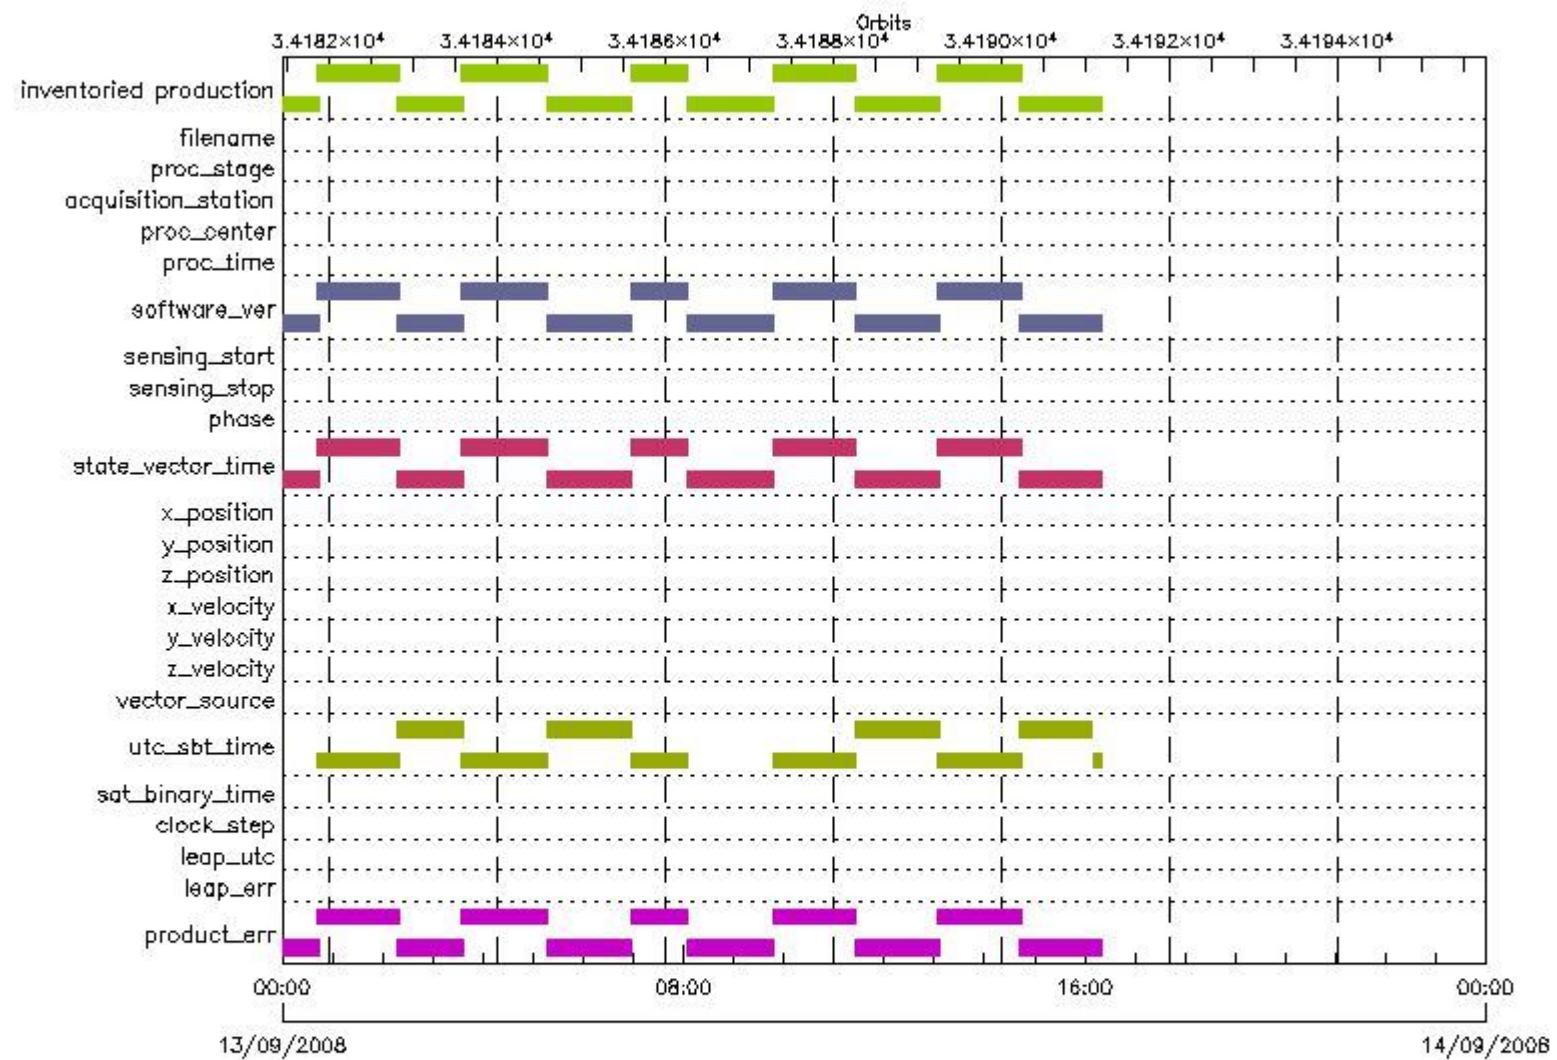 Orbits
3.4182×10⁴ 3.4184×10⁴ 3.4186×10⁴ 3.4188×10⁴ 3.4190×10⁴ 3.4192×10⁴ 3.4194×10⁴
inventoried production
filename
proc_stage
acquisition_station
proc_center
proc_time
software_ver
sensing_start
sensing_stop
phase
state_vector_time
x_position
y_position
z_position
x_velocity
y_velocity
z_velocity
vector_source
utc_sbt_time
sat_binary_time
clock_step
leap_utc
leap_err
product_err
00:00 08:00 16:00 00:00
13/09/2008 14/09/2008